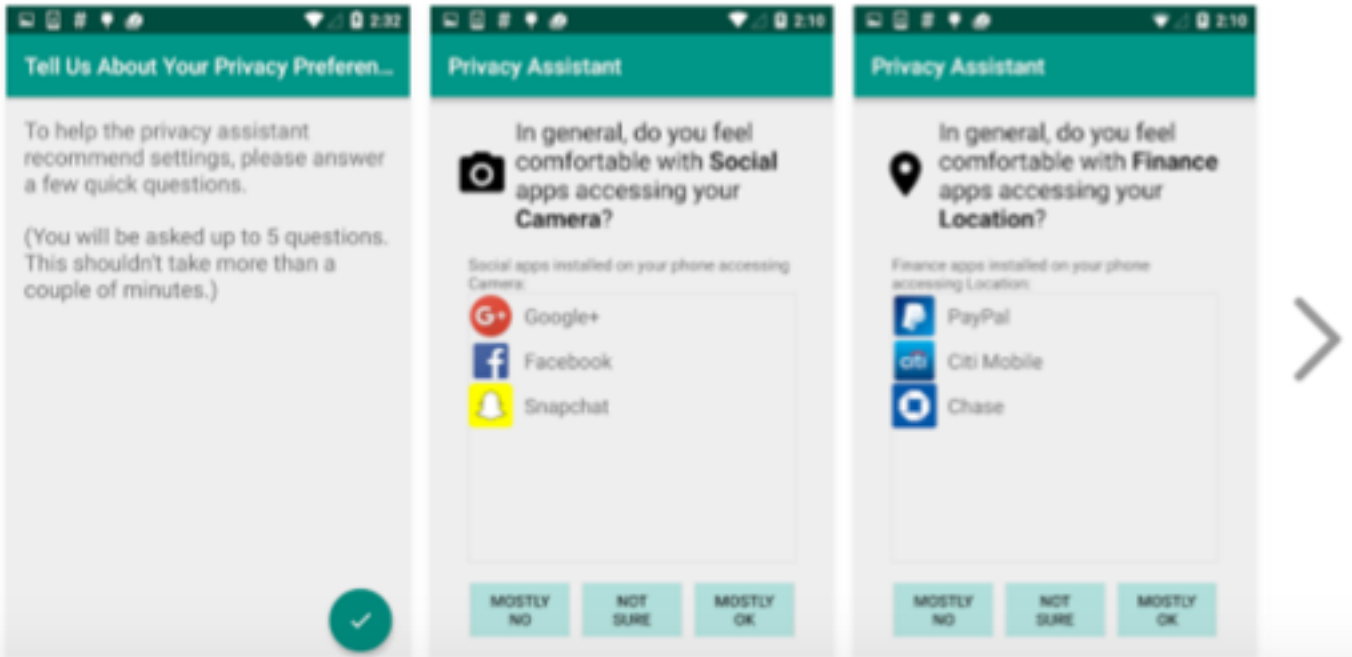 2:32
Tell Us About Your Privacy Preferen...
To help the privacy assistant
recommend settings, please answer
a few quick questions.
(You will be asked up to 5 questions.
This shouldn't take more than a
couple of minutes.)
2:10
Privacy Assistant
In general, do you feel
comfortable with Social
apps accessing your
Camera?
Social apps installed on your phone accessing
Camera:
G+
Google+
f
Facebook
Snapchat
MOSTLY
NO
NOT
SURE
MOSTLY
OK
2:10
Privacy Assistant
In general, do you feel
comfortable with Finance
apps accessing your
Location?
Finance apps installed on your phone
accessing Location:
P
PayPal
citi
Citi Mobile
Chase
MOSTLY
NO
NOT
SURE
MOSTLY
OK